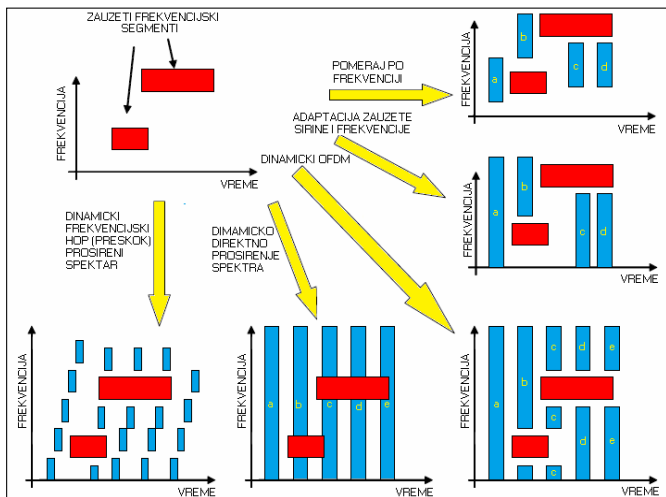 ZAUZETI FREKVENCIJSKI
SEGMENTI
FREKVENCIJA
VREME
POMERAJ PO
FREKVENCIJI
ADAPTACIJA ZAUZETE
SIRINE I FREKVENCIJE
DINAMICKI OFDM
FREKVENCIJA
a
b
c
d
VREME
FREKVENCIJA
a
b
c
d
VREME
DINAMICKI
FREKVENCIJSKI
HOP (PRESKOK)
PROSIRENI
SPEKTAR
DIMAMICKO
DIREKTNO
PROSIRENJE
SPEKTRA
FREKVENCIJA
VREME
FREKVENCIJA
a
b
c
d
e
VREME
FREKVENCIJA
a
b
c
d
e
c
d
e
c
VREME